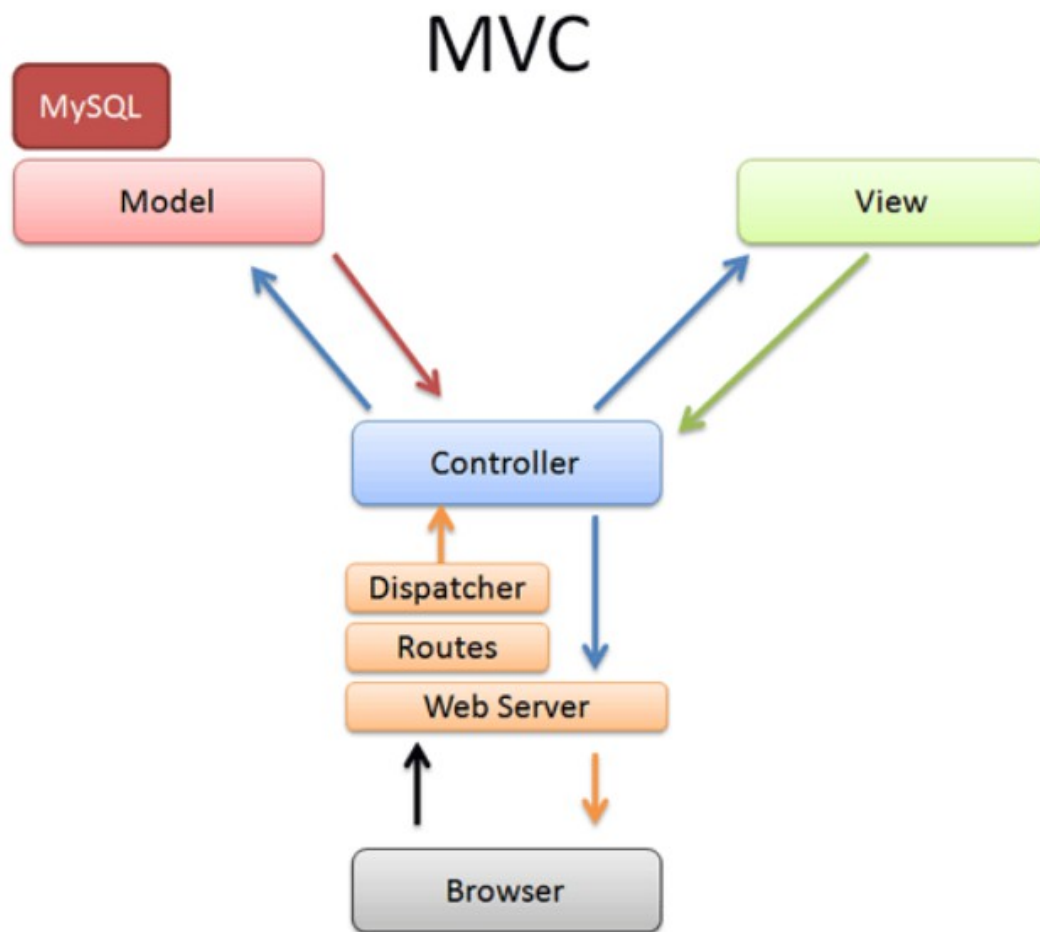 MVC
MySQL
Model
View
Controller
Dispatcher
Routes
Web Server
Browser